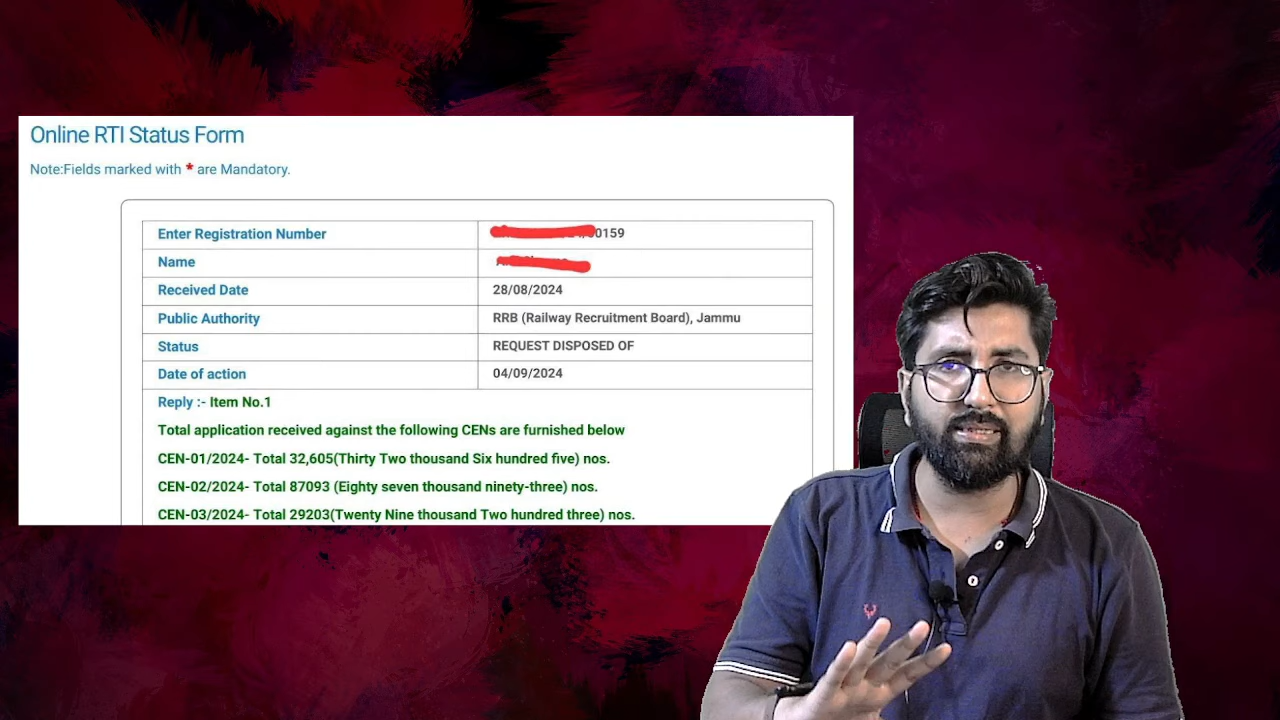 Online RTI Status Form
Note:Fields marked with * are Mandatory.
Enter Registration Number 0159
Name
Received Date 28/08/2024
Public Authority RRB (Railway Recruitment Board), Jammu
Status REQUEST DISPOSED OF
Date of action 04/09/2024
Reply :- Item No.1
Total application received against the following CENs are furnished below
CEN-01/2024- Total 32,605(Thirty Two thousand Six hundred five) nos.
CEN-02/2024- Total 87093 (Eighty seven thousand ninety-three) nos.
CEN-03/2024- Total 29203(Twenty Nine thousand Two hundred three) nos.